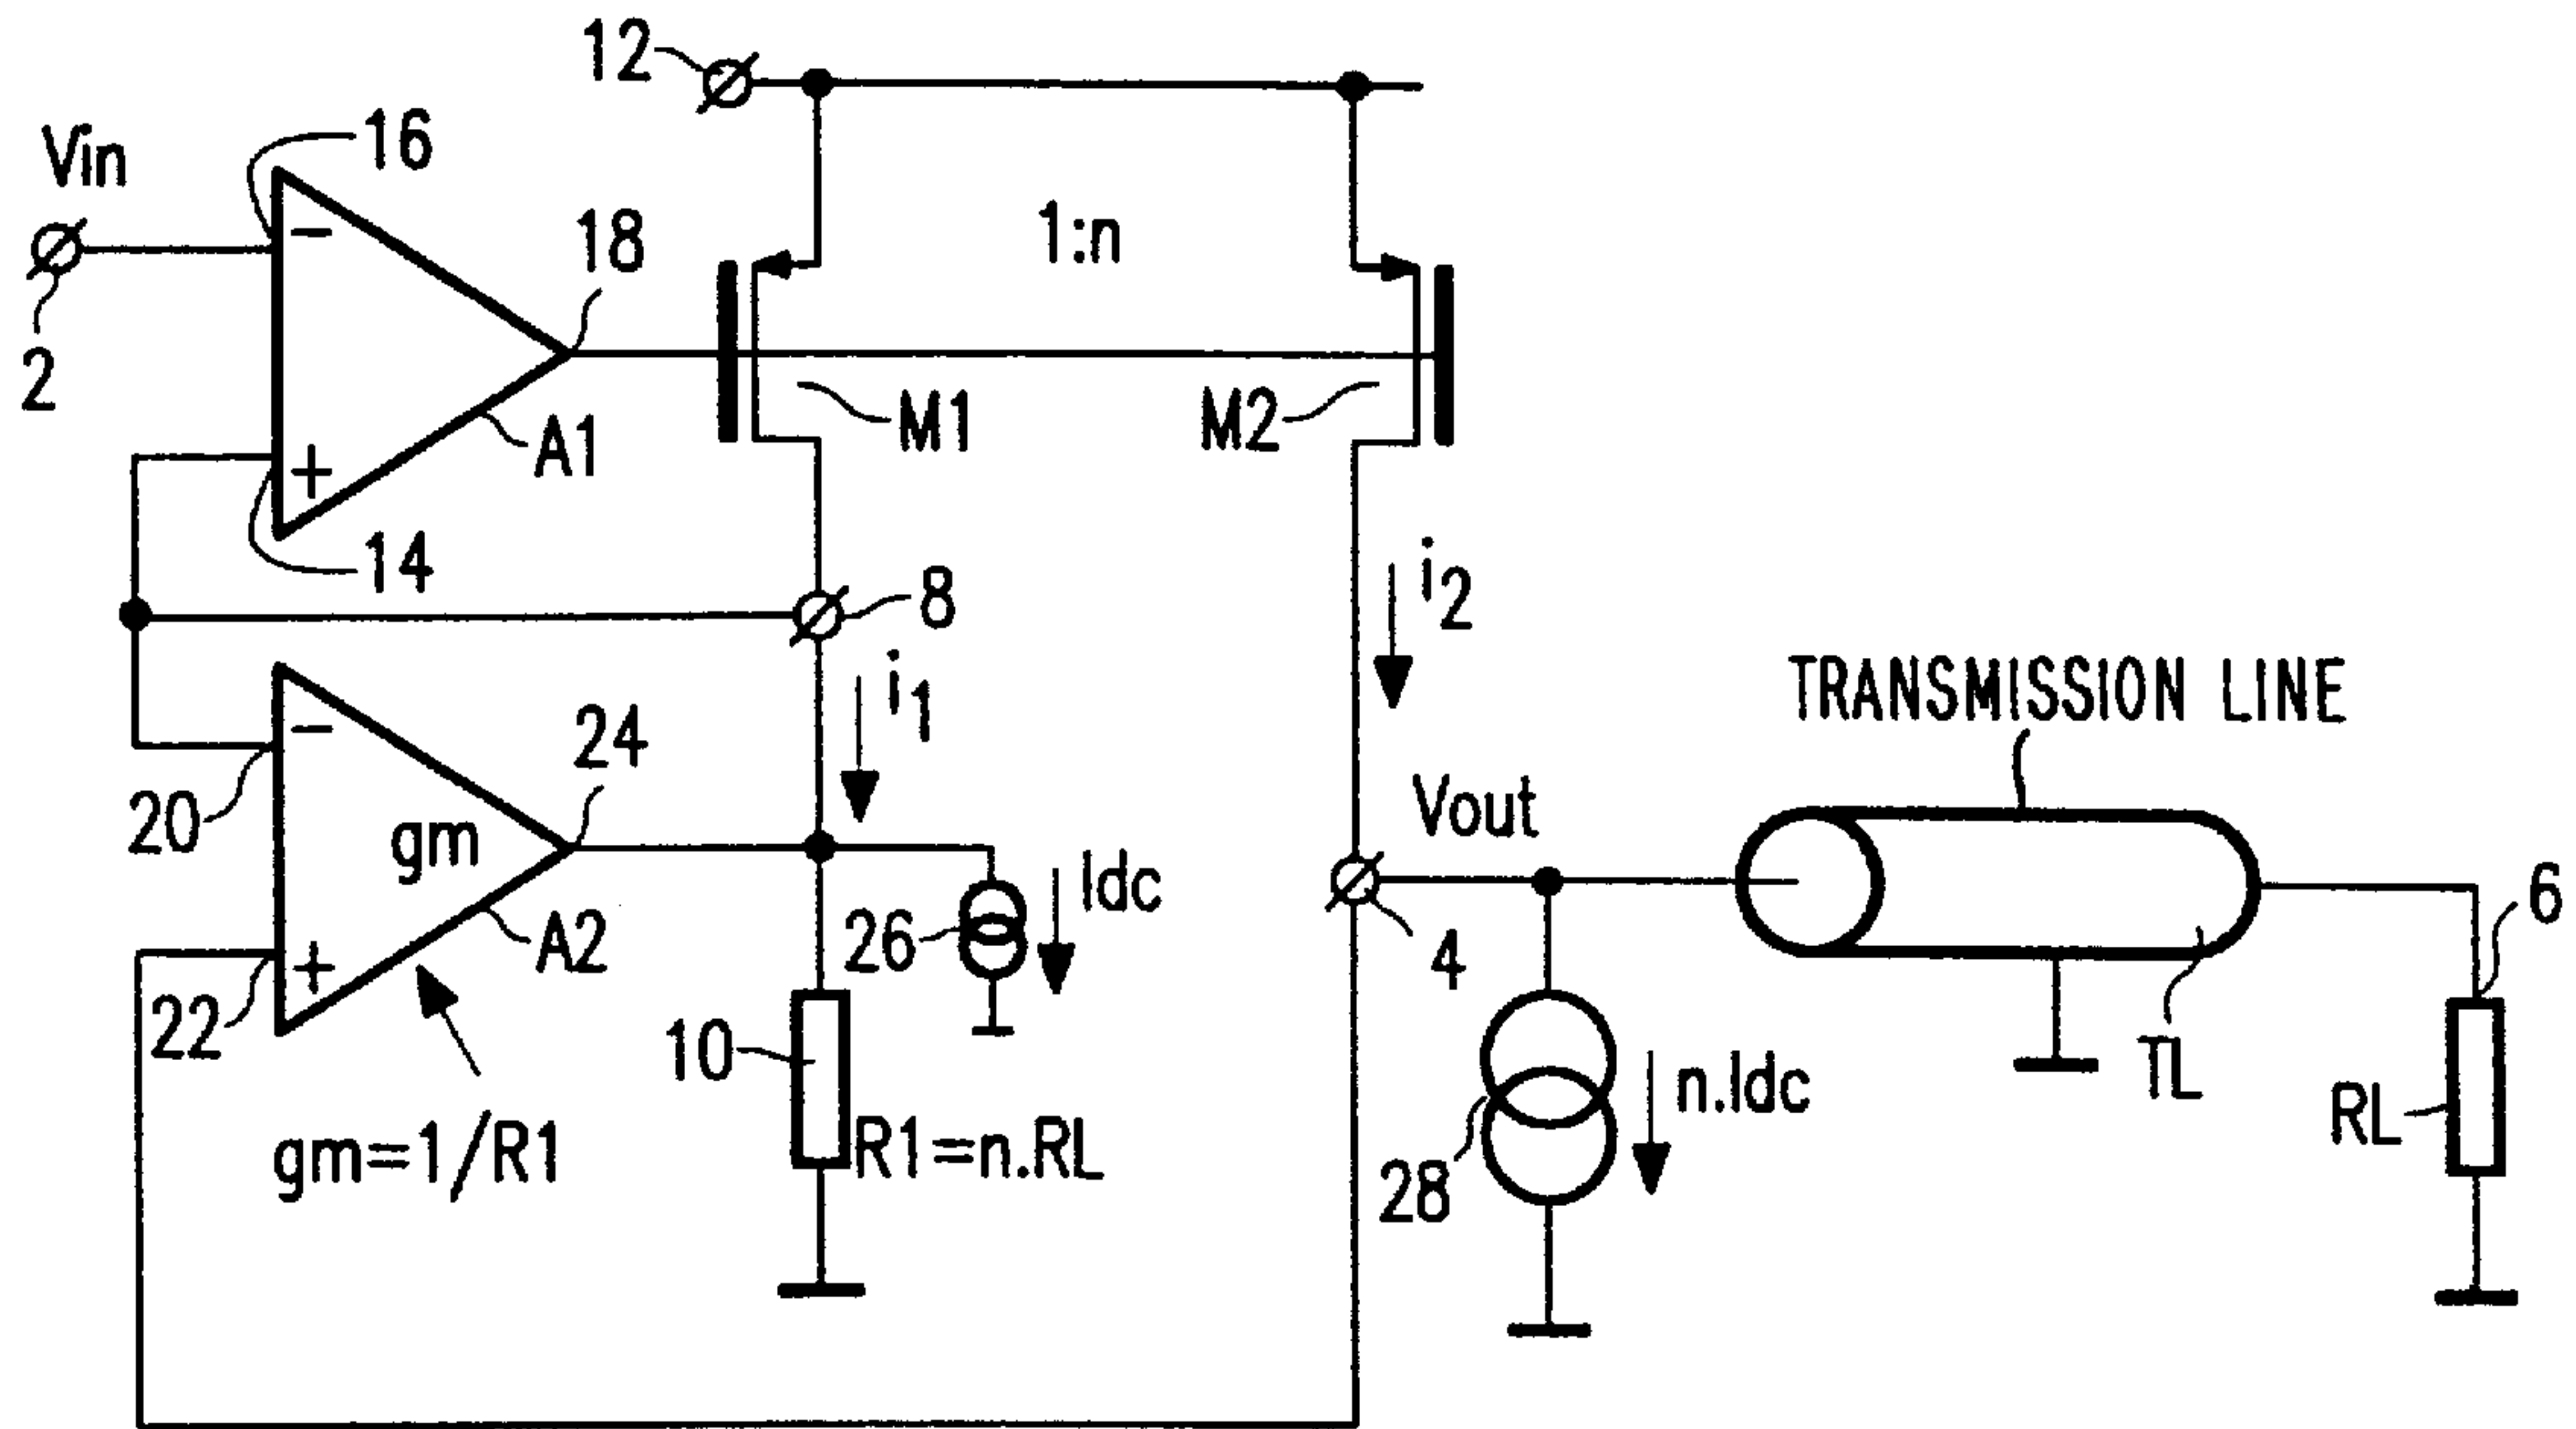 12
Vin
16
18
1:n
2
−
+
A1
M1
M2
14
8
i1
i2
TRANSMISSION LINE
−
20
24
gm
Vout
Idc
6
22
+
A2
26
4
10
n.Idc
TL
gm=1/R1
R1=n.RL
28
RL